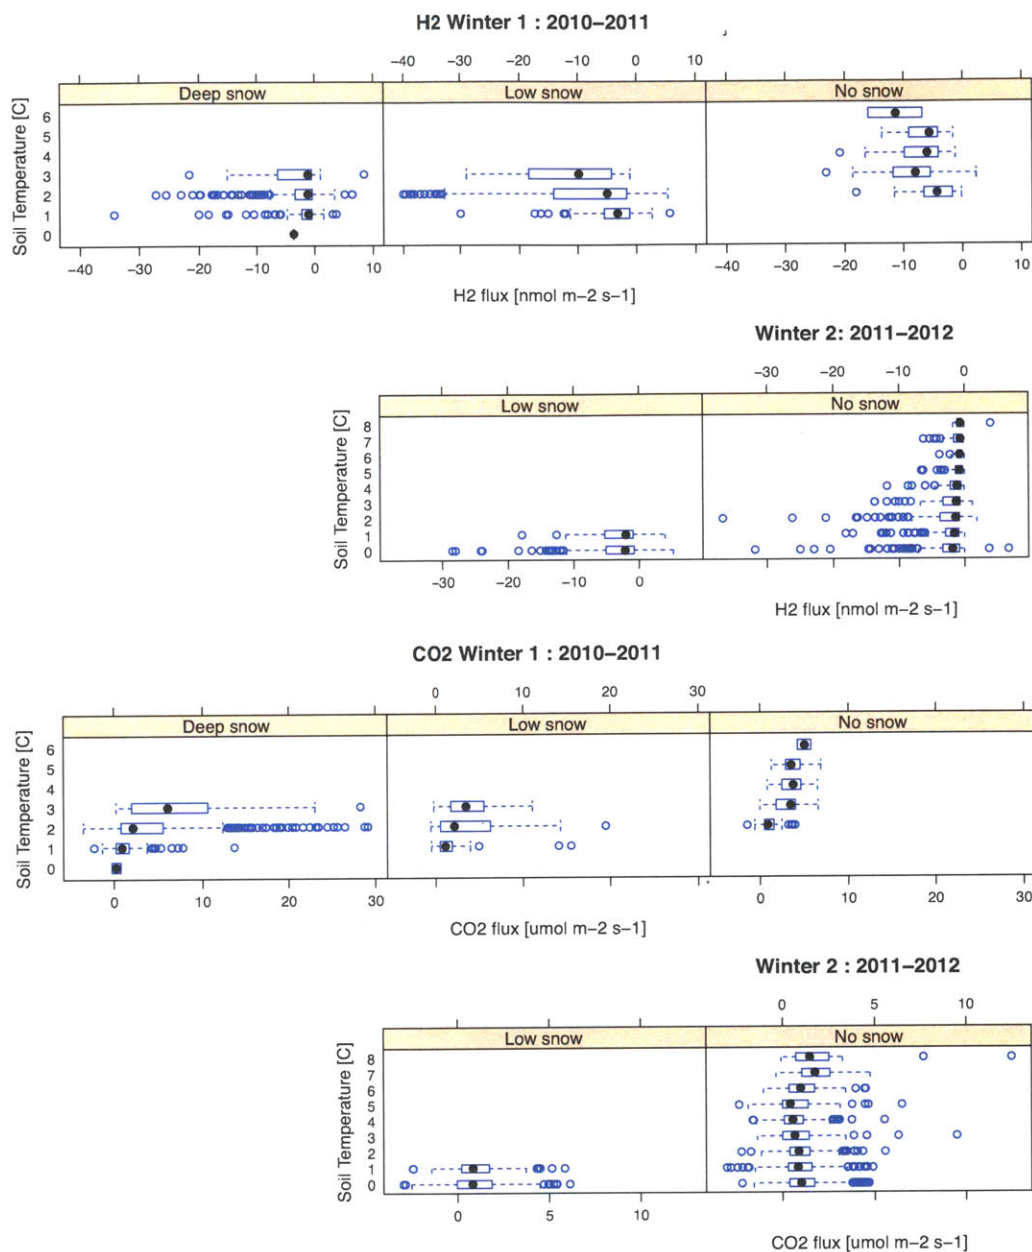 H2 Winter 1 : 2010–2011
−40 −30 −20 −10 0 10
Deep snow Low snow No snow
Soil Temperature [C]
6
5
4
3
2
1
0
−40 −30 −20 −10 0 10 −40 −30 −20 −10 0 10
H2 flux [nmol m−2 s−1]
Winter 2: 2011–2012
−30 −20 −10 0
Low snow No snow
Soil Temperature [C]
8
7
6
5
4
3
2
1
0
−30 −20 −10 0
H2 flux [nmol m−2 s−1]
CO2 Winter 1 : 2010–2011
0 10 20 30
Deep snow Low snow No snow
Soil Temperature [C]
6
5
4
3
2
1
0
0 10 20 30 0 10 20 30
CO2 flux [umol m−2 s−1]
Winter 2 : 2011–2012
0 5 10
Low snow No snow
Soil Temperature [C]
8
7
6
5
4
3
2
1
0
0 5 10
CO2 flux [umol m−2 s−1]